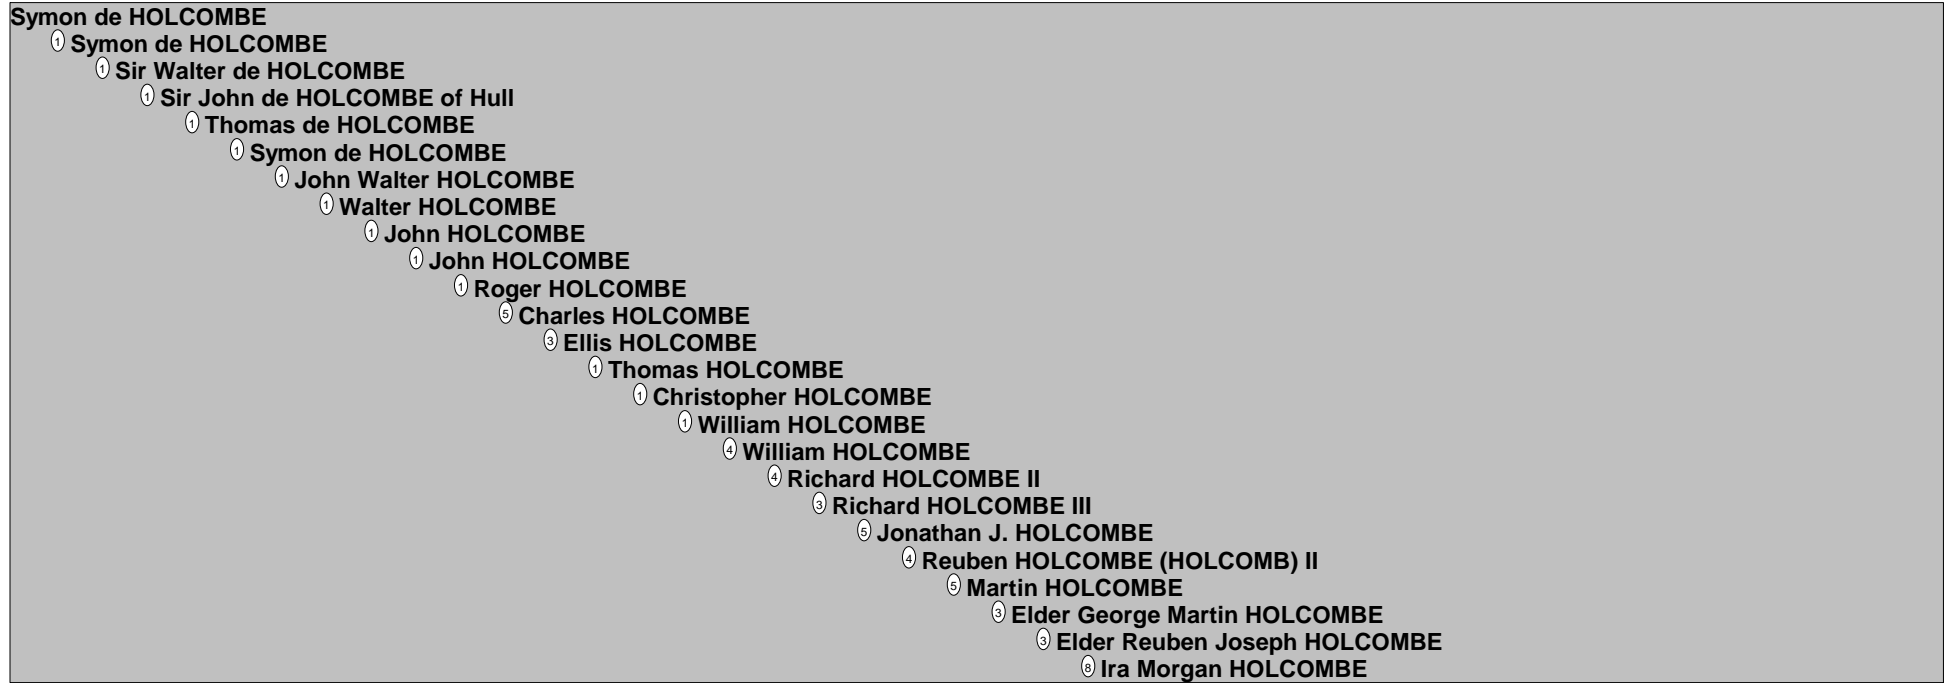 Symon de HOLCOMBE
1 Symon de HOLCOMBE
1 Sir Walter de HOLCOMBE
1 Sir John de HOLCOMBE of Hull
1 Thomas de HOLCOMBE
1 Symon de HOLCOMBE
1 John Walter HOLCOMBE
1 Walter HOLCOMBE
1 John HOLCOMBE
1 John HOLCOMBE
1 Roger HOLCOMBE
5 Charles HOLCOMBE
3 Ellis HOLCOMBE
1 Thomas HOLCOMBE
1 Christopher HOLCOMBE
1 William HOLCOMBE
4 William HOLCOMBE
4 Richard HOLCOMBE II
3 Richard HOLCOMBE III
5 Jonathan J. HOLCOMBE
4 Reuben HOLCOMBE (HOLCOMB) II
5 Martin HOLCOMBE
3 Elder George Martin HOLCOMBE
3 Elder Reuben Joseph HOLCOMBE
8 Ira Morgan HOLCOMBE